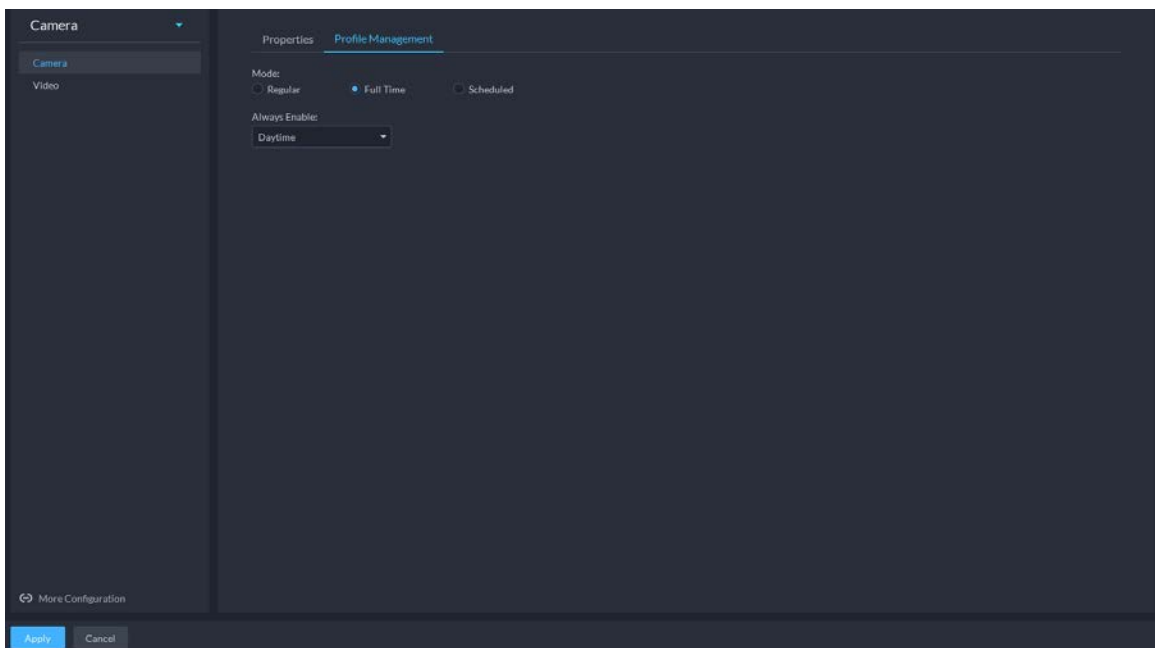 Camera
Camera
Video
More Configuration
Properties Profile Management
Mode:
Regular Full Time Scheduled
Always Enable:
Daytime
Apply Cancel